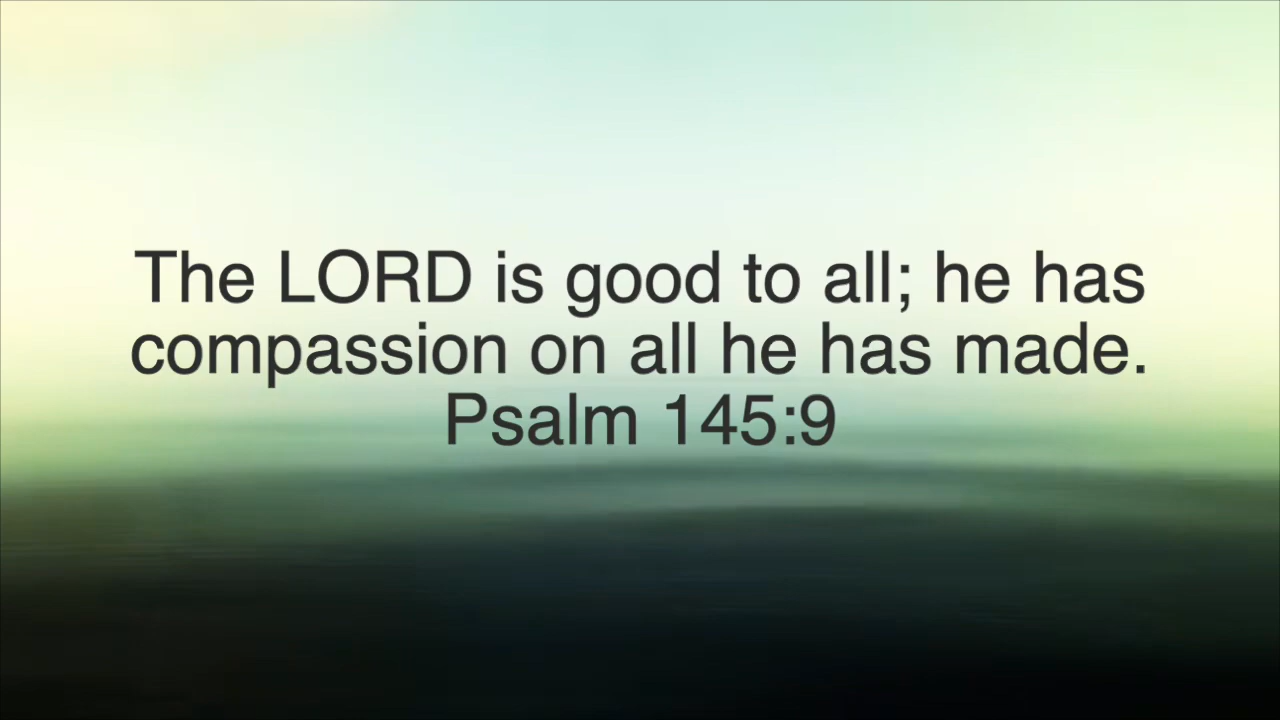 The LORD is good to all; he has
compassion on all he has made.
Psalm 145:9